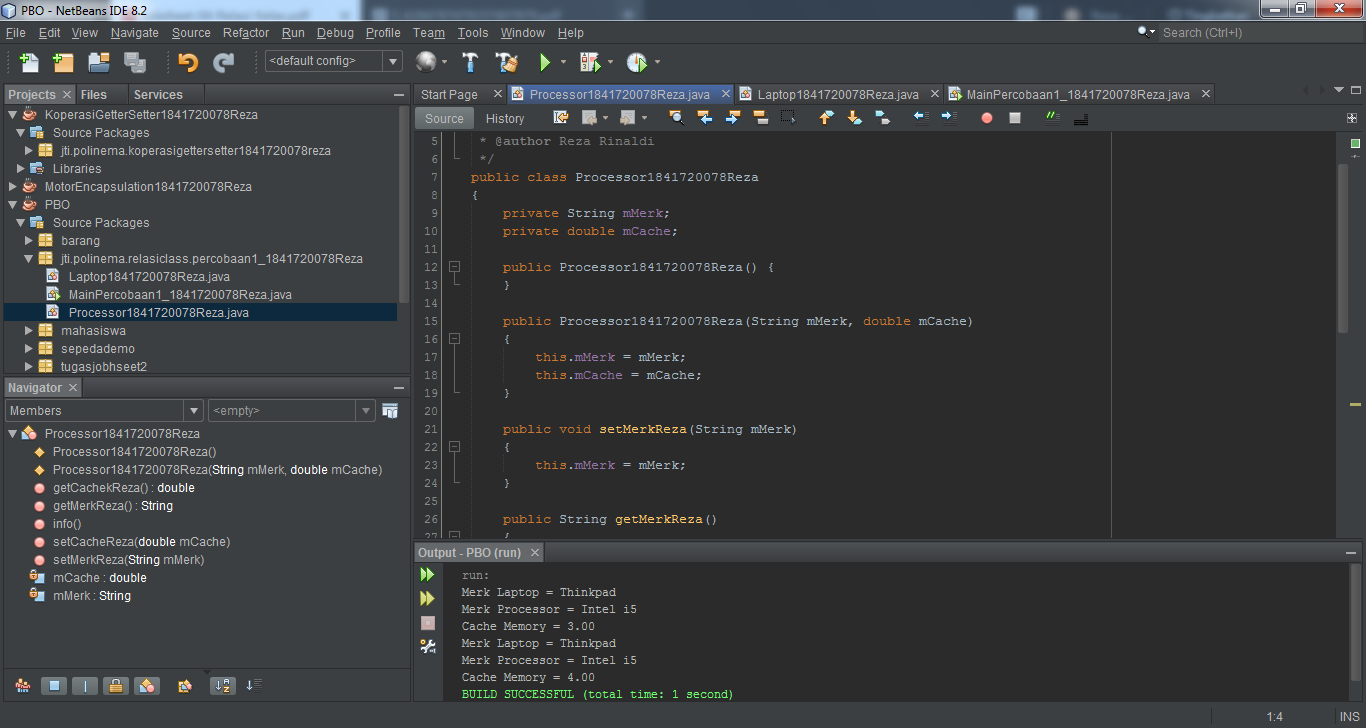 PBO - NetBeans IDE 8.2
File Edit View Navigate Source Refactor Run Debug Profile Team Tools Window Help
Search (Ctrl+I)
<default config>
Projects Files Services
KoperasiGetterSetter1841720078Reza
Source Packages
jti.polinema.koperasigettersetter1841720078reza
Libraries
MotorEncapsulation1841720078Reza
PBO
Source Packages
barang
jti.polinema.relasiclass.percobaan1_1841720078Reza
Laptop1841720078Reza.java
MainPercobaan1_1841720078Reza.java
Processor1841720078Reza.java
mahasiswa
sepedademo
tugasjobhseet2
Navigator
Members <empty>
Processor1841720078Reza
Processor1841720078Reza()
Processor1841720078Reza(String mMerk, double mCache)
getCachekReza() : double
getMerkReza() : String
info()
setCacheReza(double mCache)
setMerkReza(String mMerk)
mCache : double
mMerk : String
Start Page Processor1841720078Reza.java Laptop1841720078Reza.java MainPercobaan1_1841720078Reza.java
Source History
5 * @author Reza Rinaldi
6 */
7 public class Processor1841720078Reza
8 {
9 private String mMerk;
10 private double mCache;
11
12 public Processor1841720078Reza() {
13 }
14
15 public Processor1841720078Reza(String mMerk, double mCache)
16 {
17 this.mMerk = mMerk;
18 this.mCache = mCache;
19 }
20
21 public void setMerkReza(String mMerk)
22 {
23 this.mMerk = mMerk;
24 }
25
26 public String getMerkReza()
27 {
Output - PBO (run)
run:
Merk Laptop = Thinkpad
Merk Processor = Intel i5
Cache Memory = 3.00
Merk Laptop = Thinkpad
Merk Processor = Intel i5
Cache Memory = 4.00
BUILD SUCCESSFUL (total time: 1 second)
1:4 INS